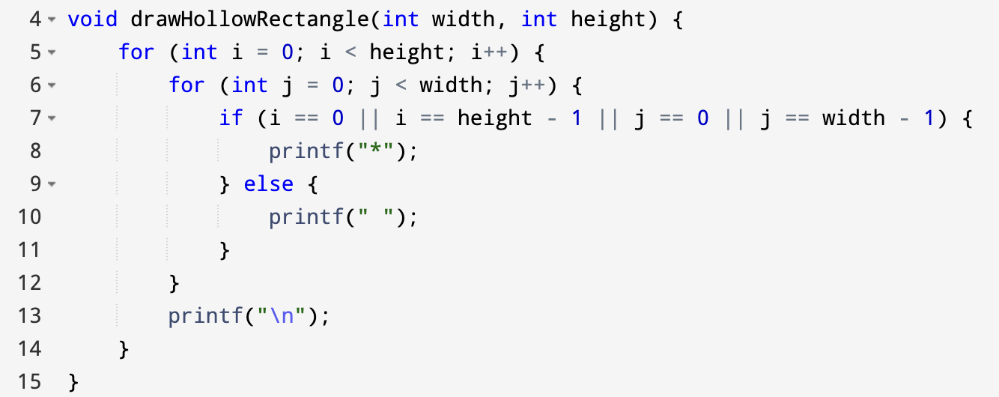 4 void drawHollowRectangle(int width, int height) {
5     for (int i = 0; i < height; i++) {
6         for (int j = 0; j < width; j++) {
7             if (i == 0 || i == height - 1 || j == 0 || j == width - 1) {
8                 printf("*");
9             } else {
10                 printf(" ");
11             }
12         }
13         printf("\n");
14     }
15 }